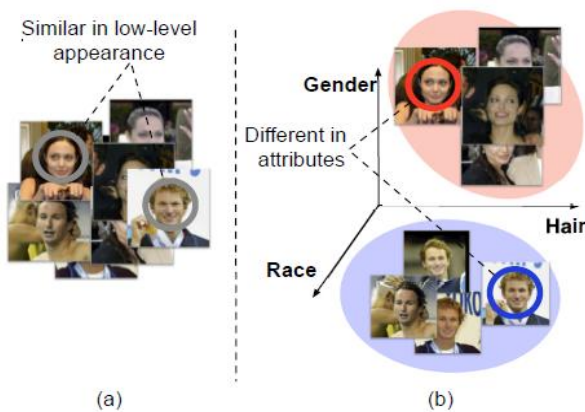 Similar in low-level
appearance
(a)
Gender
Different in
attributes
Hair
Race
(b)